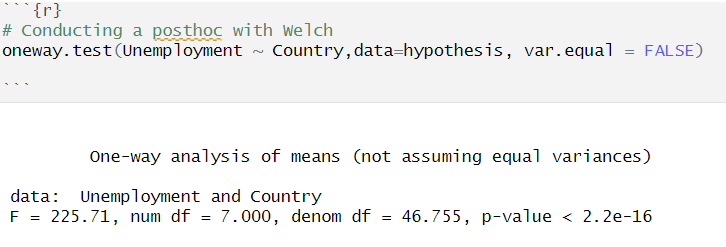 ```{r}
# Conducting a posthoc with Welch
oneway.test(Unemployment ~ Country,data=hypothesis, var.equal = FALSE)
```
One-way analysis of means (not assuming equal variances)
data:  Unemployment and Country
F = 225.71, num df = 7.000, denom df = 46.755, p-value < 2.2e-16